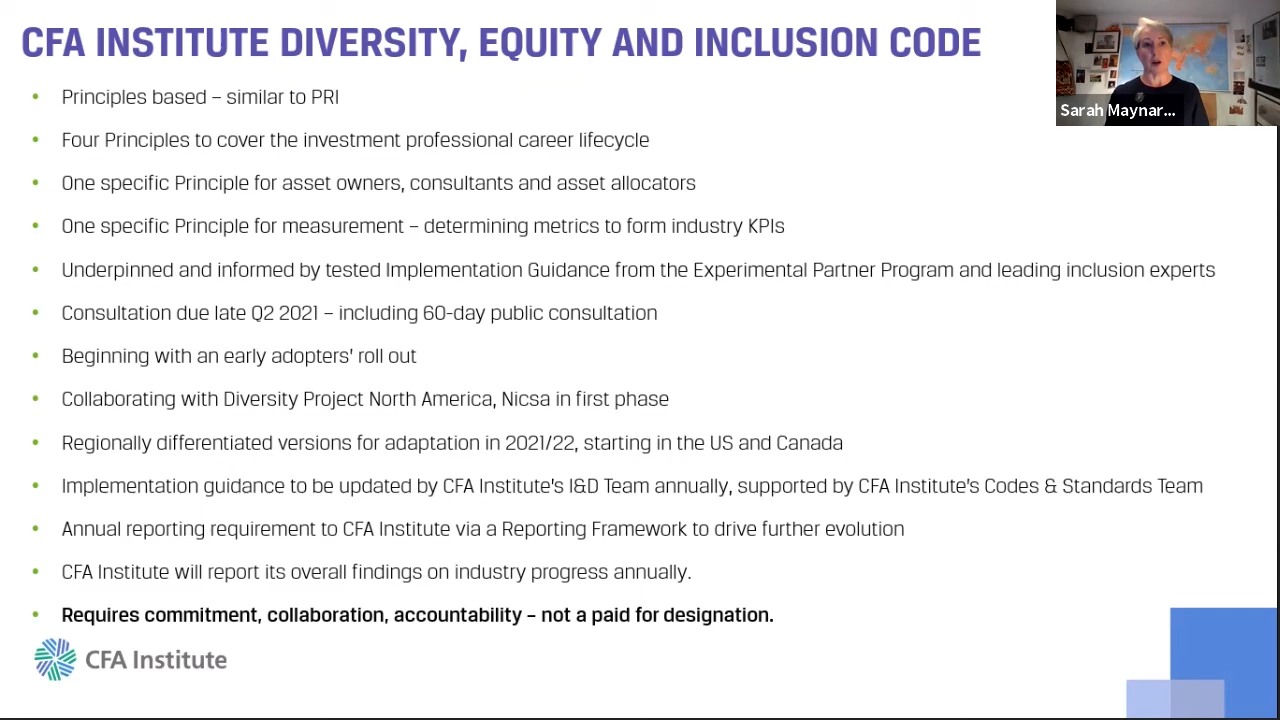 CFA INSTITUTE DIVERSITY, EQUITY AND INCLUSION CODE
Sarah Maynar...
• Principles based – similar to PRI
• Four Principles to cover the investment professional career lifecycle
• One specific Principle for asset owners, consultants and asset allocators
• One specific Principle for measurement – determining metrics to form industry KPIs
• Underpinned and informed by tested Implementation Guidance from the Experimental Partner Program and leading inclusion experts
• Consultation due late Q2 2021 – including 60-day public consultation
• Beginning with an early adopters' roll out
• Collaborating with Diversity Project North America, Nicsa in first phase
• Regionally differentiated versions for adaptation in 2021/22, starting in the US and Canada
• Implementation guidance to be updated by CFA Institute's I&D Team annually, supported by CFA Institute's Codes & Standards Team
• Annual reporting requirement to CFA Institute via a Reporting Framework to drive further evolution
• CFA Institute will report its overall findings on industry progress annually.
• Requires commitment, collaboration, accountability – not a paid for designation.
CFA Institute